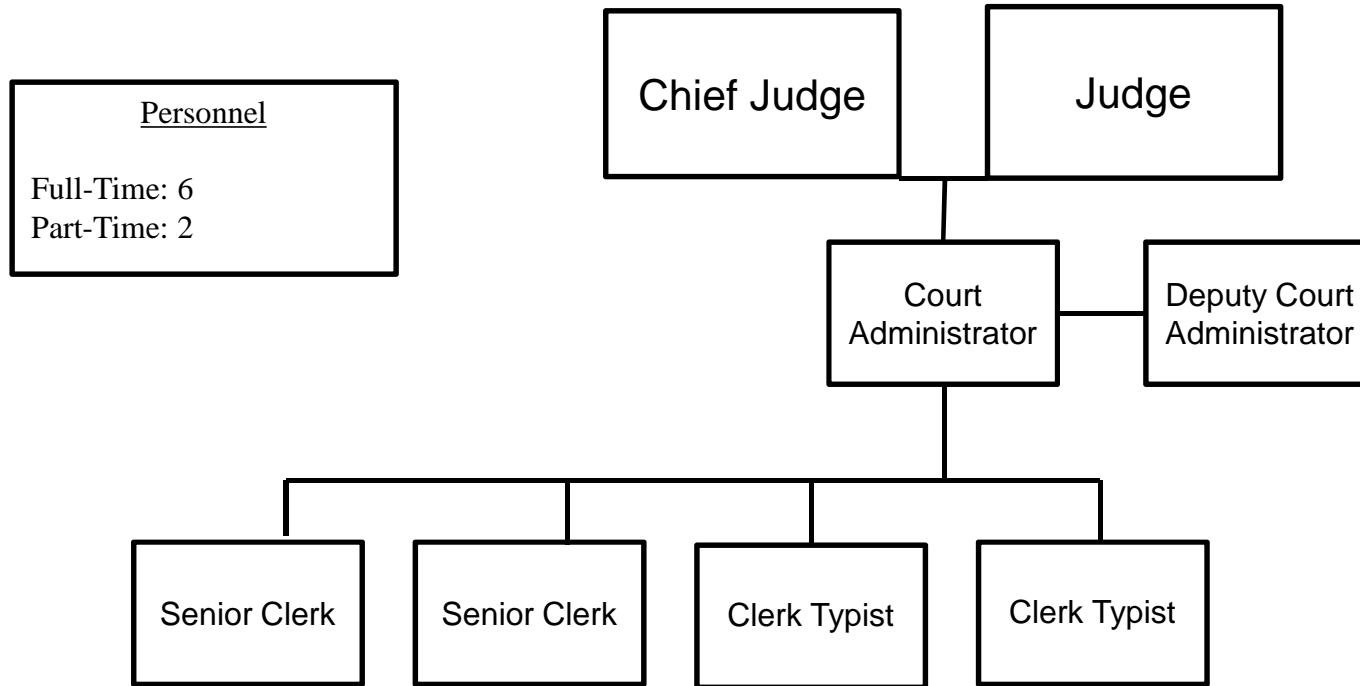 Chief Judge
Judge
Personnel
Full-Time: 6
Part-Time: 2
Court
Administrator
Deputy Court
Administrator
Senior Clerk
Senior Clerk
Clerk Typist
Clerk Typist